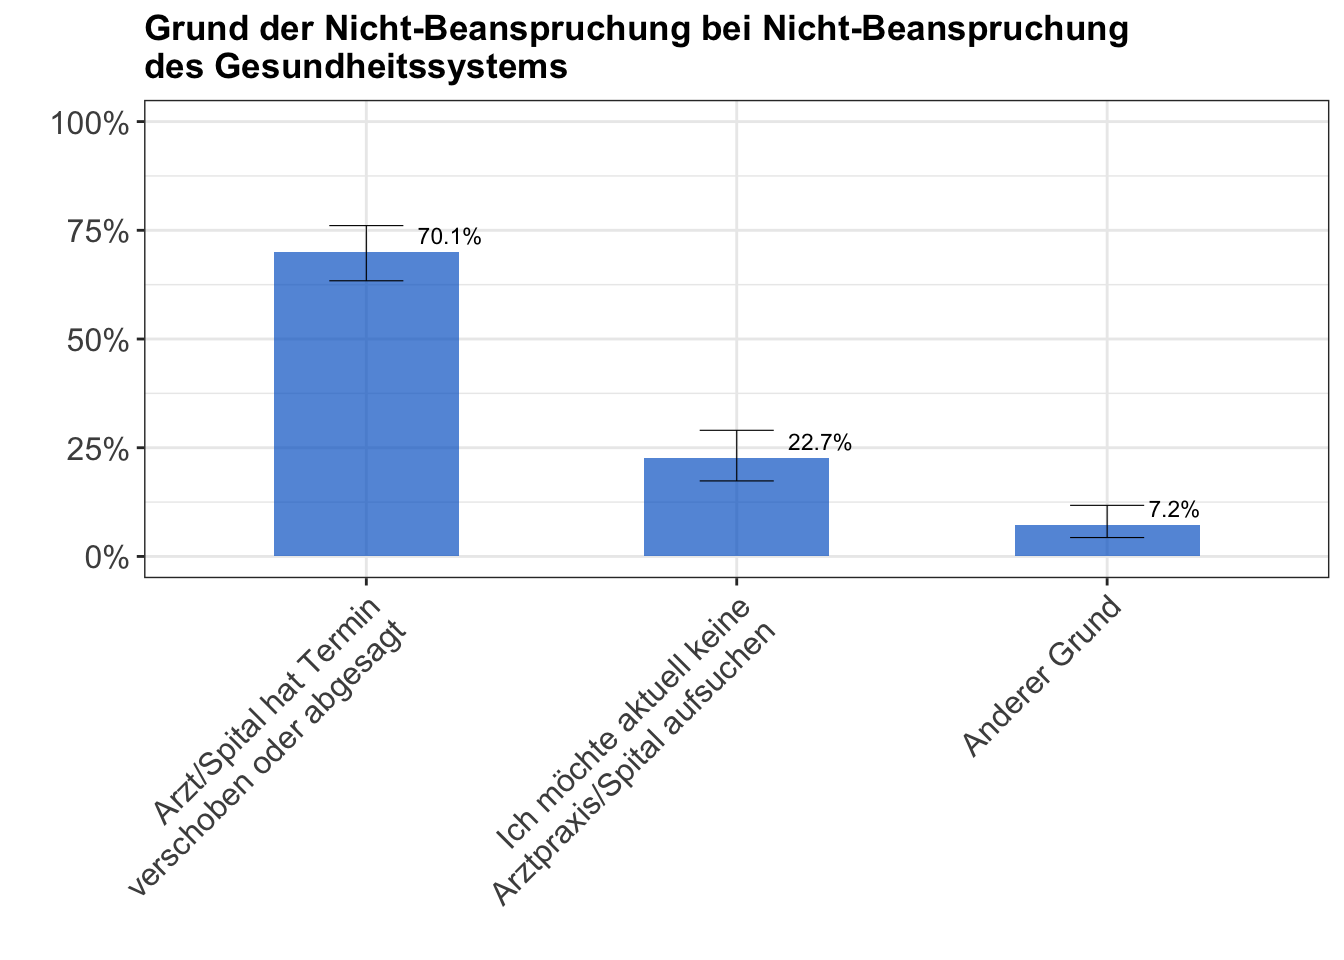 Grund der Nicht-Beanspruchung bei Nicht-Beanspruchung
des Gesundheitssystems
100%
75%
50%
25%
0%
70.1%
22.7%
7.2%
Arzt/Spital hat Termin
verschoben oder abgesagt
Ich möchte aktuell keine
Arztpraxis/Spital aufsuchen
Anderer Grund